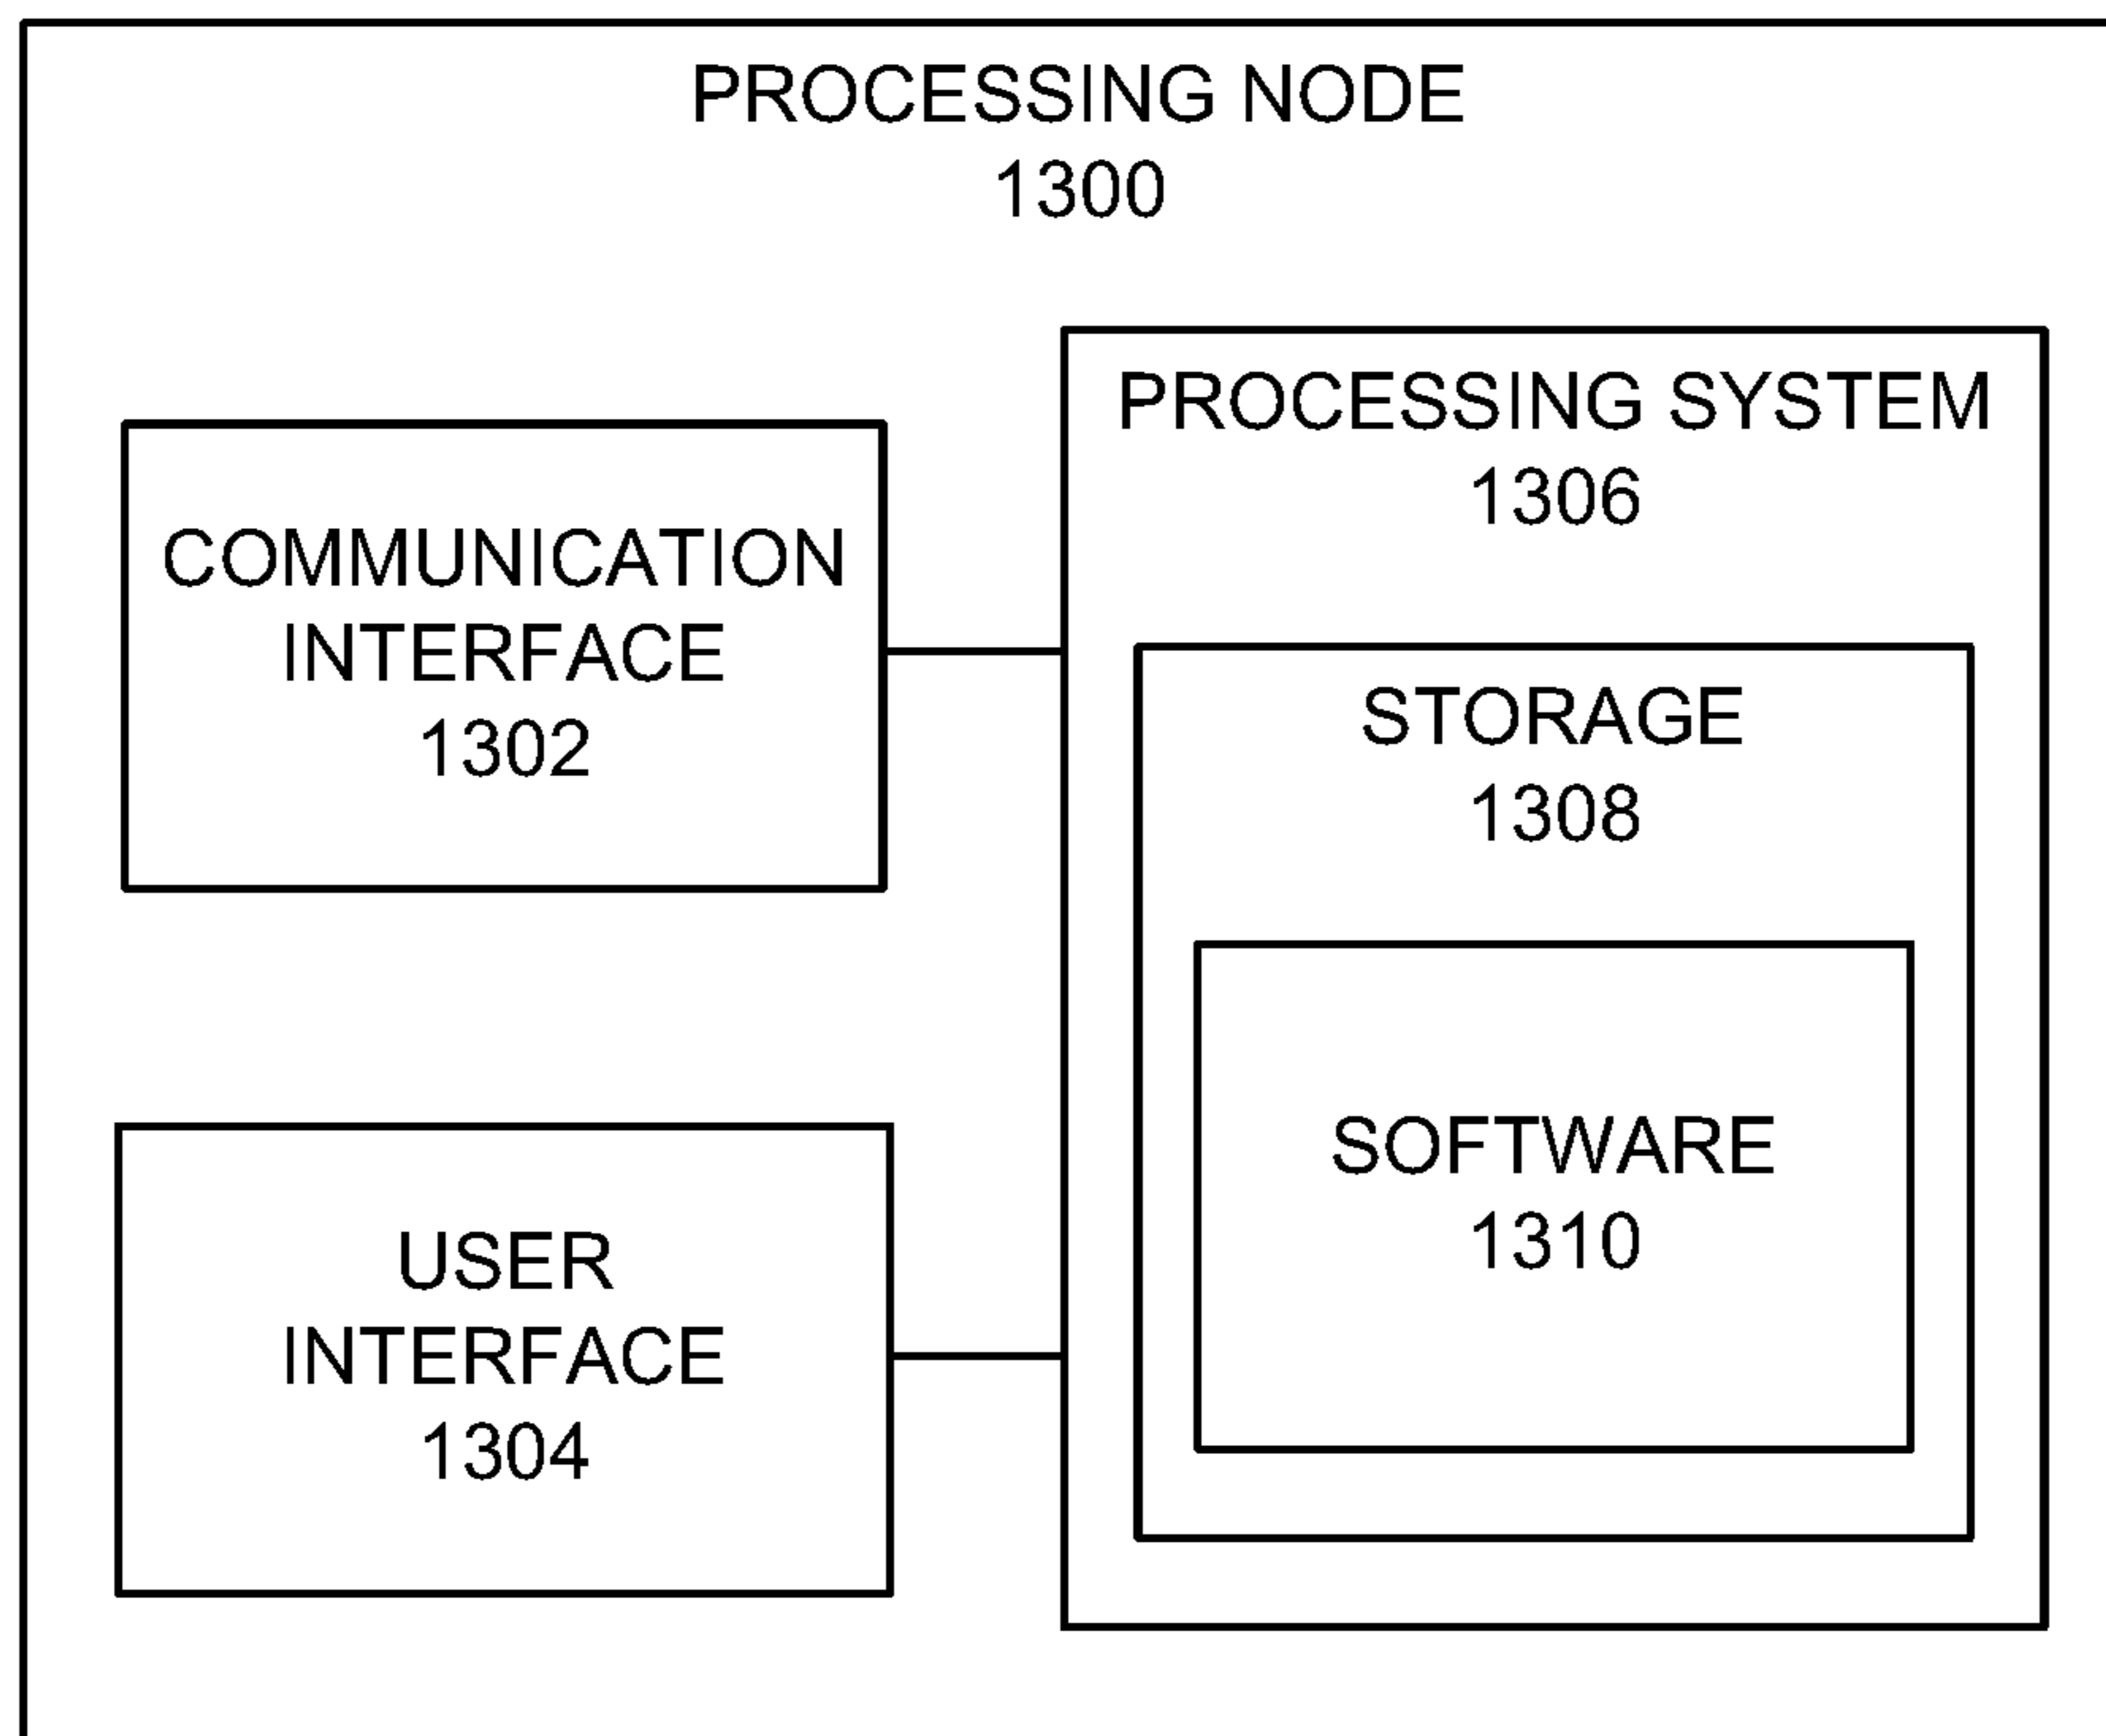 PROCESSING NODE
1300
PROCESSING SYSTEM
1306
COMMUNICATION
INTERFACE
1302
STORAGE
1308
SOFTWARE
1310
USER
INTERFACE
1304